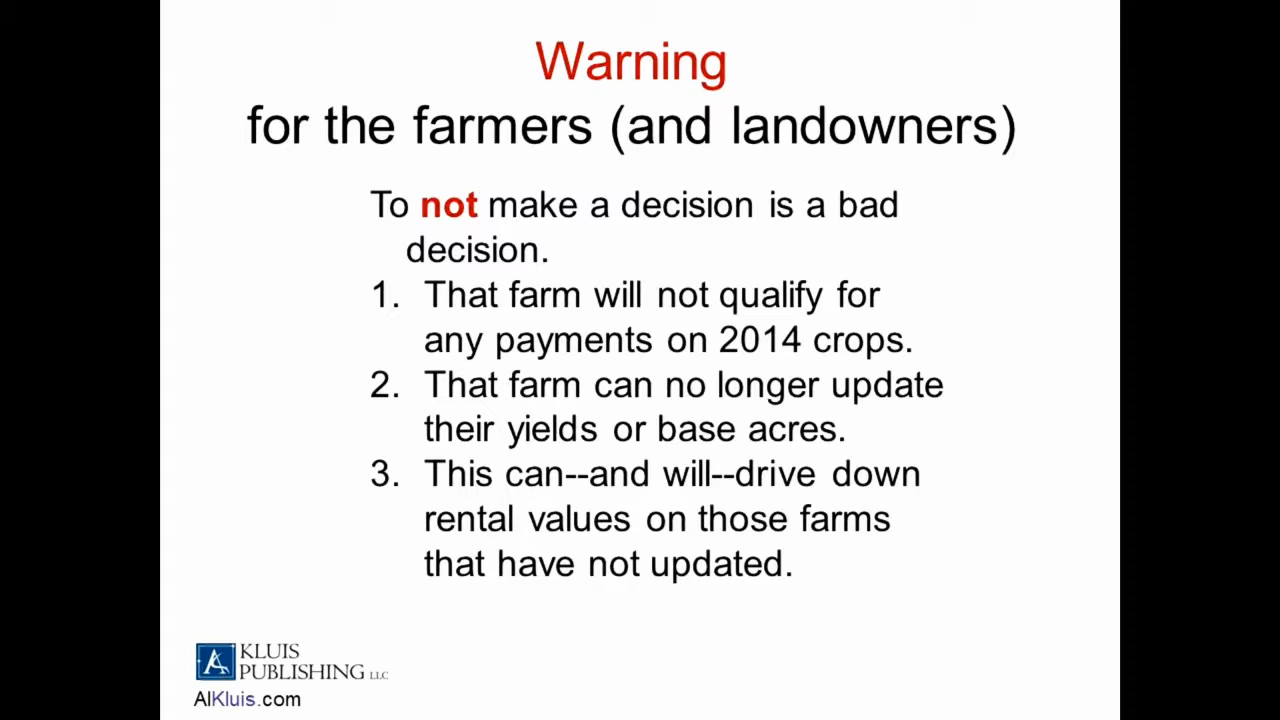 Warning
for the farmers (and landowners)
To not make a decision is a bad
decision.
1. That farm will not qualify for
any payments on 2014 crops.
2. That farm can no longer update
their yields or base acres.
3. This can--and will--drive down
rental values on those farms
that have not updated.
KLUIS
PUBLISHING LLC
AlKluis.com